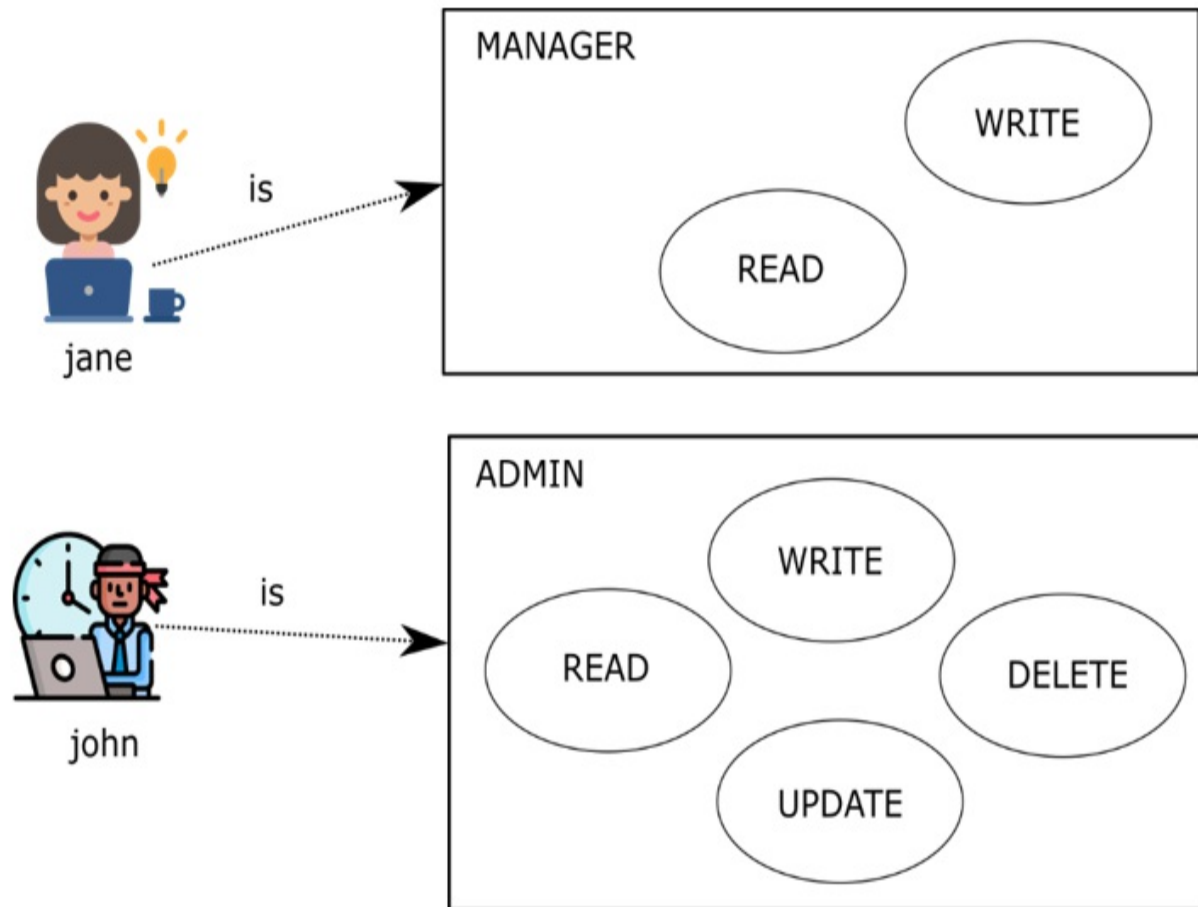 MANAGER
WRITE
is
READ
jane
ADMIN
WRITE
is
READ
DELETE
john
UPDATE